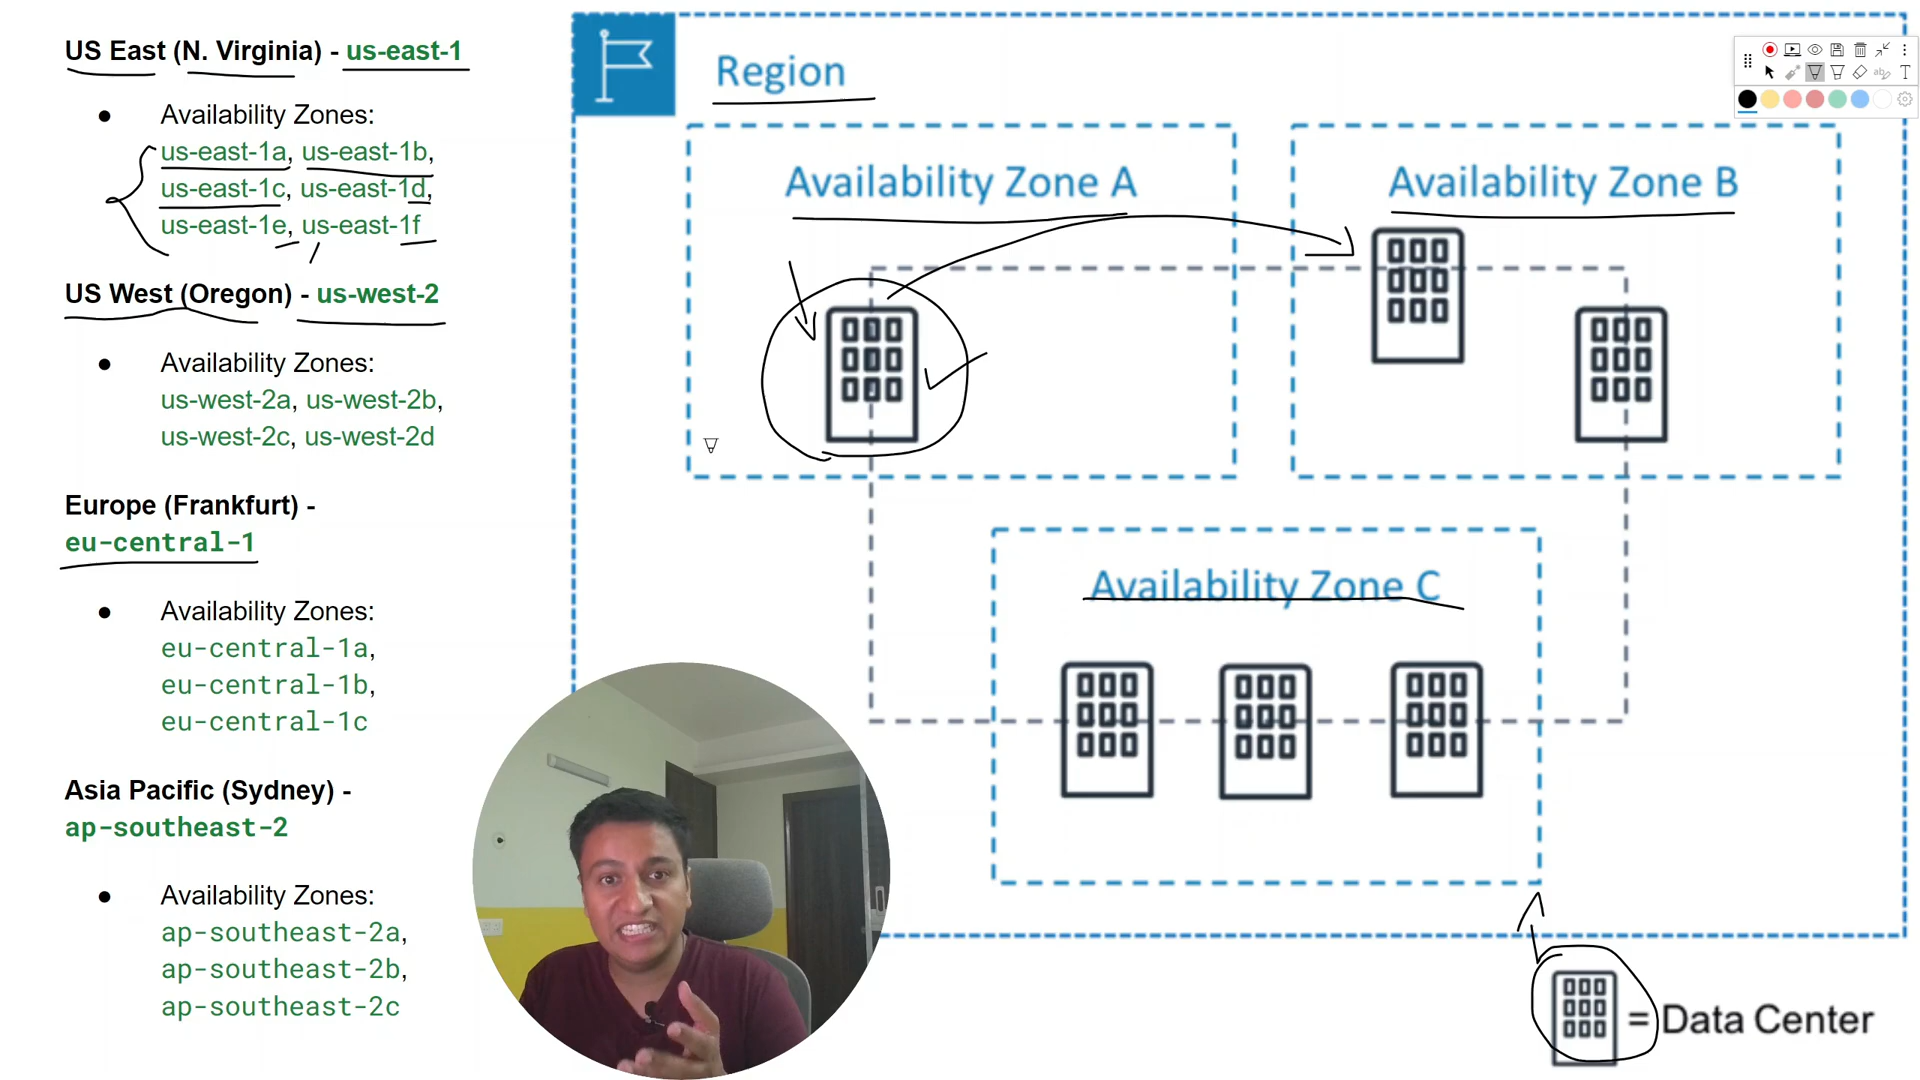 US East (N. Virginia) - us-east-1
● Availability Zones:
us-east-1a, us-east-1b,
us-east-1c, us-east-1d,
us-east-1e, us-east-1f
US West (Oregon) - us-west-2
● Availability Zones:
us-west-2a, us-west-2b,
us-west-2c, us-west-2d
Europe (Frankfurt) -
eu-central-1
● Availability Zones:
eu-central-1a,
eu-central-1b,
eu-central-1c
Asia Pacific (Sydney) -
ap-southeast-2
● Availability Zones:
ap-southeast-2a,
ap-southeast-2b,
ap-southeast-2c
Region
Availability Zone A
Availability Zone B
Availability Zone C
= Data Center